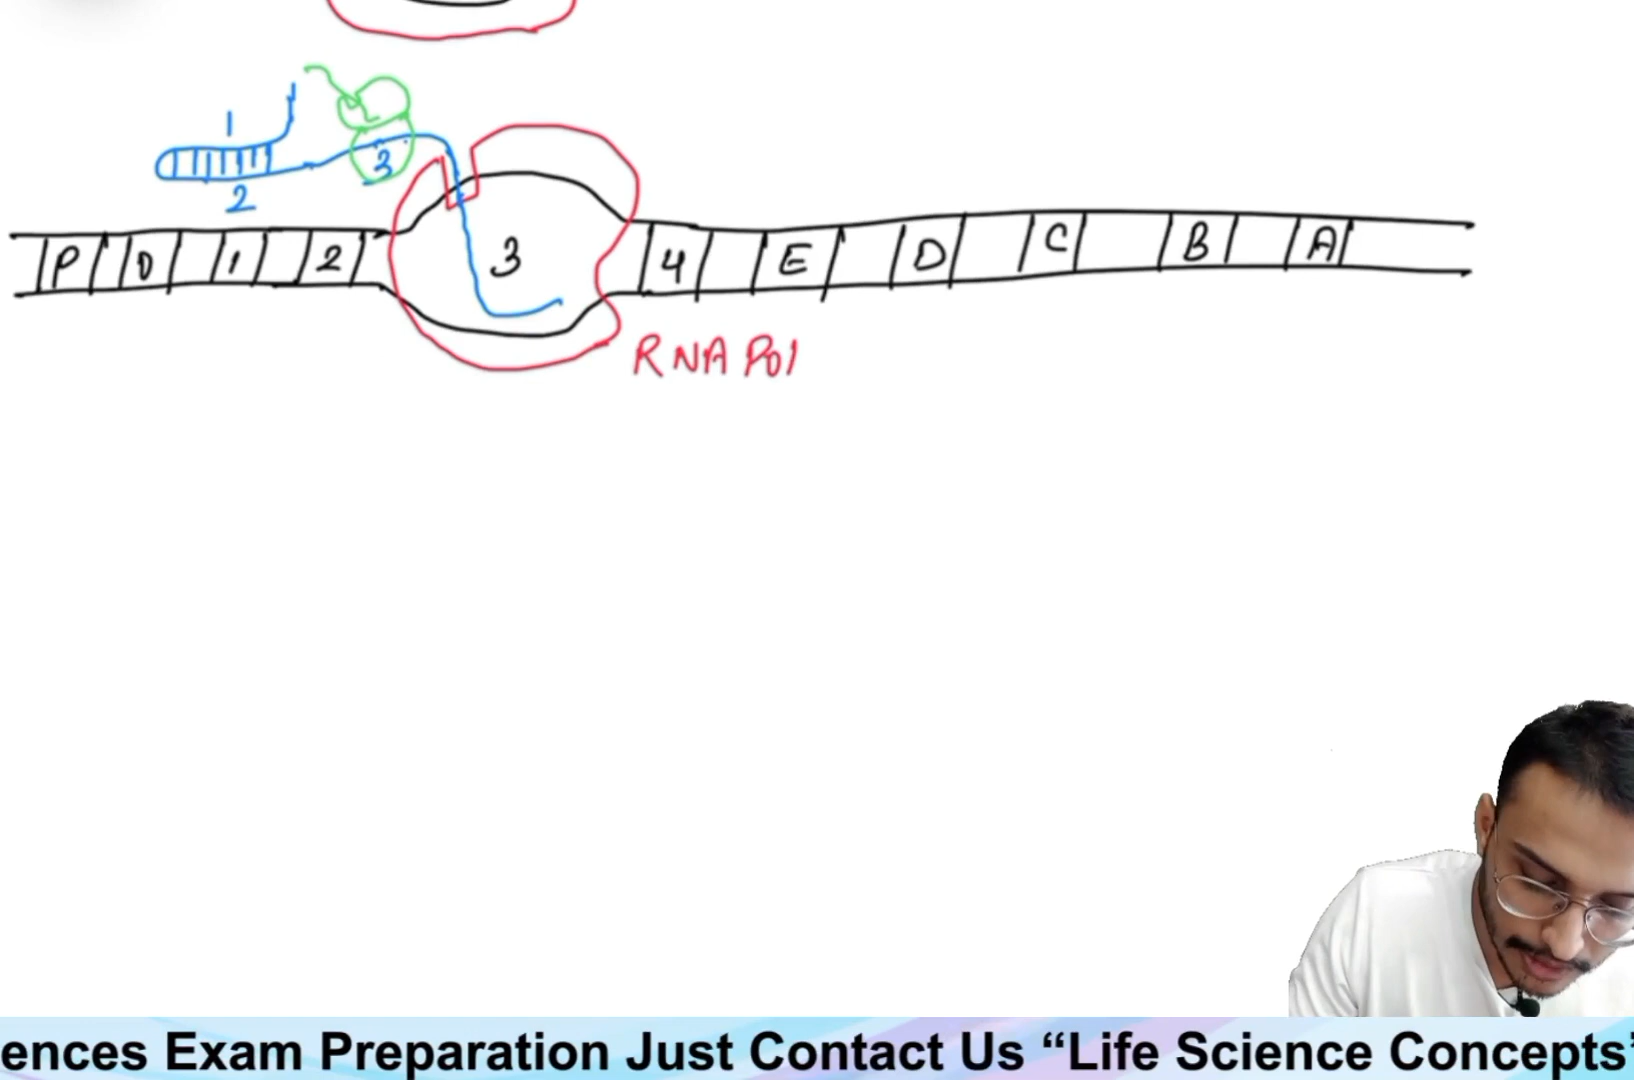 1
3
2
P O 1 2 3 4 E D C B A
RNA Pol
ences Exam Preparation Just Contact Us “Life Science Concepts”